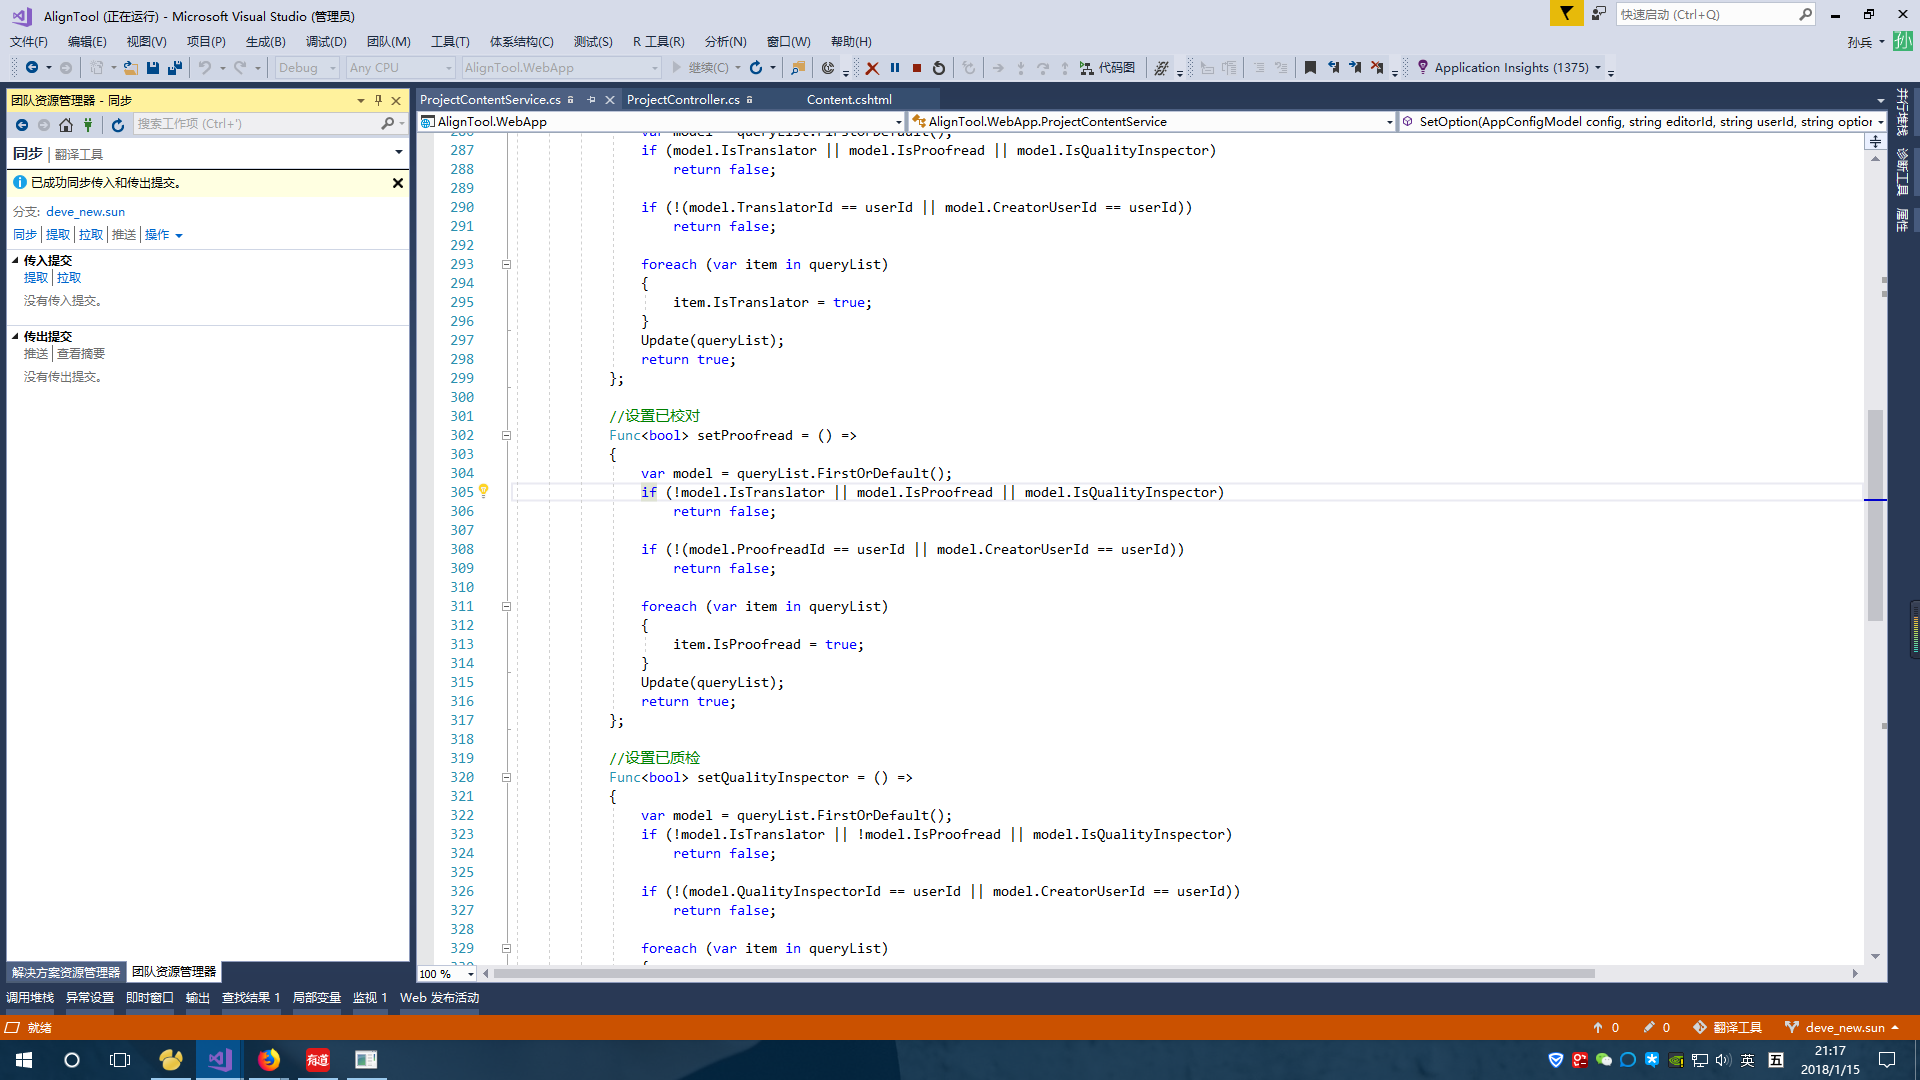 AlignTool (正在运行) - Microsoft Visual Studio (管理员)
快速启动 (Ctrl+Q)
文件(F) 编辑(E) 视图(V) 项目(P) 生成(B) 调试(D) 团队(M) 工具(T) 体系结构(C) 测试(S) R 工具(R) 分析(N) 窗口(W) 帮助(H)
孙兵 孙
Debug Any CPU AlignTool.WebApp 继续(C) 代码图 Application Insights (1375)
团队资源管理器 - 同步
搜索工作项 (Ctrl+')
同步 | 翻译工具
已成功同步传入和传出提交。
分支: deve_new.sun
同步 | 提取 | 拉取 | 推送 | 操作
传入提交
提取 | 拉取
没有传入提交。
传出提交
推送 | 查看摘要
没有传出提交。
解决方案资源管理器 团队资源管理器
ProjectContentService.cs ProjectController.cs Content.cshtml
AlignTool.WebApp AlignTool.WebApp.ProjectContentService SetOption(AppConfigModel config, string editorId, string userId, string option
286 var model = queryList.FirstOrDefault();
287 if (model.IsTranslator || model.IsProofread || model.IsQualityInspector)
288 return false;
289
290 if (!(model.TranslatorId == userId || model.CreatorUserId == userId))
291 return false;
292
293 foreach (var item in queryList)
294 {
295 item.IsTranslator = true;
296 }
297 Update(queryList);
298 return true;
299 };
300
301 //设置已校对
302 Func<bool> setProofread = () =>
303 {
304 var model = queryList.FirstOrDefault();
305 if (!model.IsTranslator || model.IsProofread || model.IsQualityInspector)
306 return false;
307
308 if (!(model.ProofreadId == userId || model.CreatorUserId == userId))
309 return false;
310
311 foreach (var item in queryList)
312 {
313 item.IsProofread = true;
314 }
315 Update(queryList);
316 return true;
317 };
318
319 //设置已质检
320 Func<bool> setQualityInspector = () =>
321 {
322 var model = queryList.FirstOrDefault();
323 if (!model.IsTranslator || !model.IsProofread || model.IsQualityInspector)
324 return false;
325
326 if (!(model.QualityInspectorId == userId || model.CreatorUserId == userId))
327 return false;
328
329 foreach (var item in queryList)
330 {
100 %
并行堆栈
诊断工具
属性
调用堆栈 异常设置 即时窗口 输出 查找结果 1 局部变量 监视 1 Web 发布活动
就绪
0 0 翻译工具 deve_new.sun
有道
英 五
21:17
2018/1/15